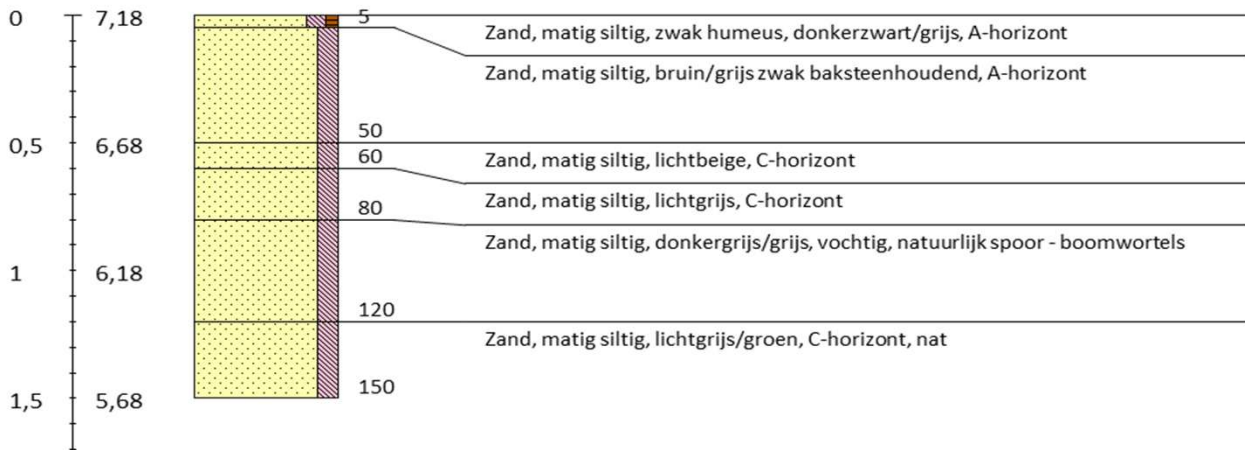 0 7,18 5
Zand, matig siltig, zwak humeus, donkerzwart/grijs, A-horizont
Zand, matig siltig, bruin/grijs zwak baksteenhoudend, A-horizont
0,5 6,68 50
Zand, matig siltig, lichtbeige, C-horizont
60
Zand, matig siltig, lichtgrijs, C-horizont
80
Zand, matig siltig, donkergrijs/grijs, vochtig, natuurlijk spoor - boomwortels
1 6,18
120
Zand, matig siltig, lichtgrijs/groen, C-horizont, nat
150
1,5 5,68